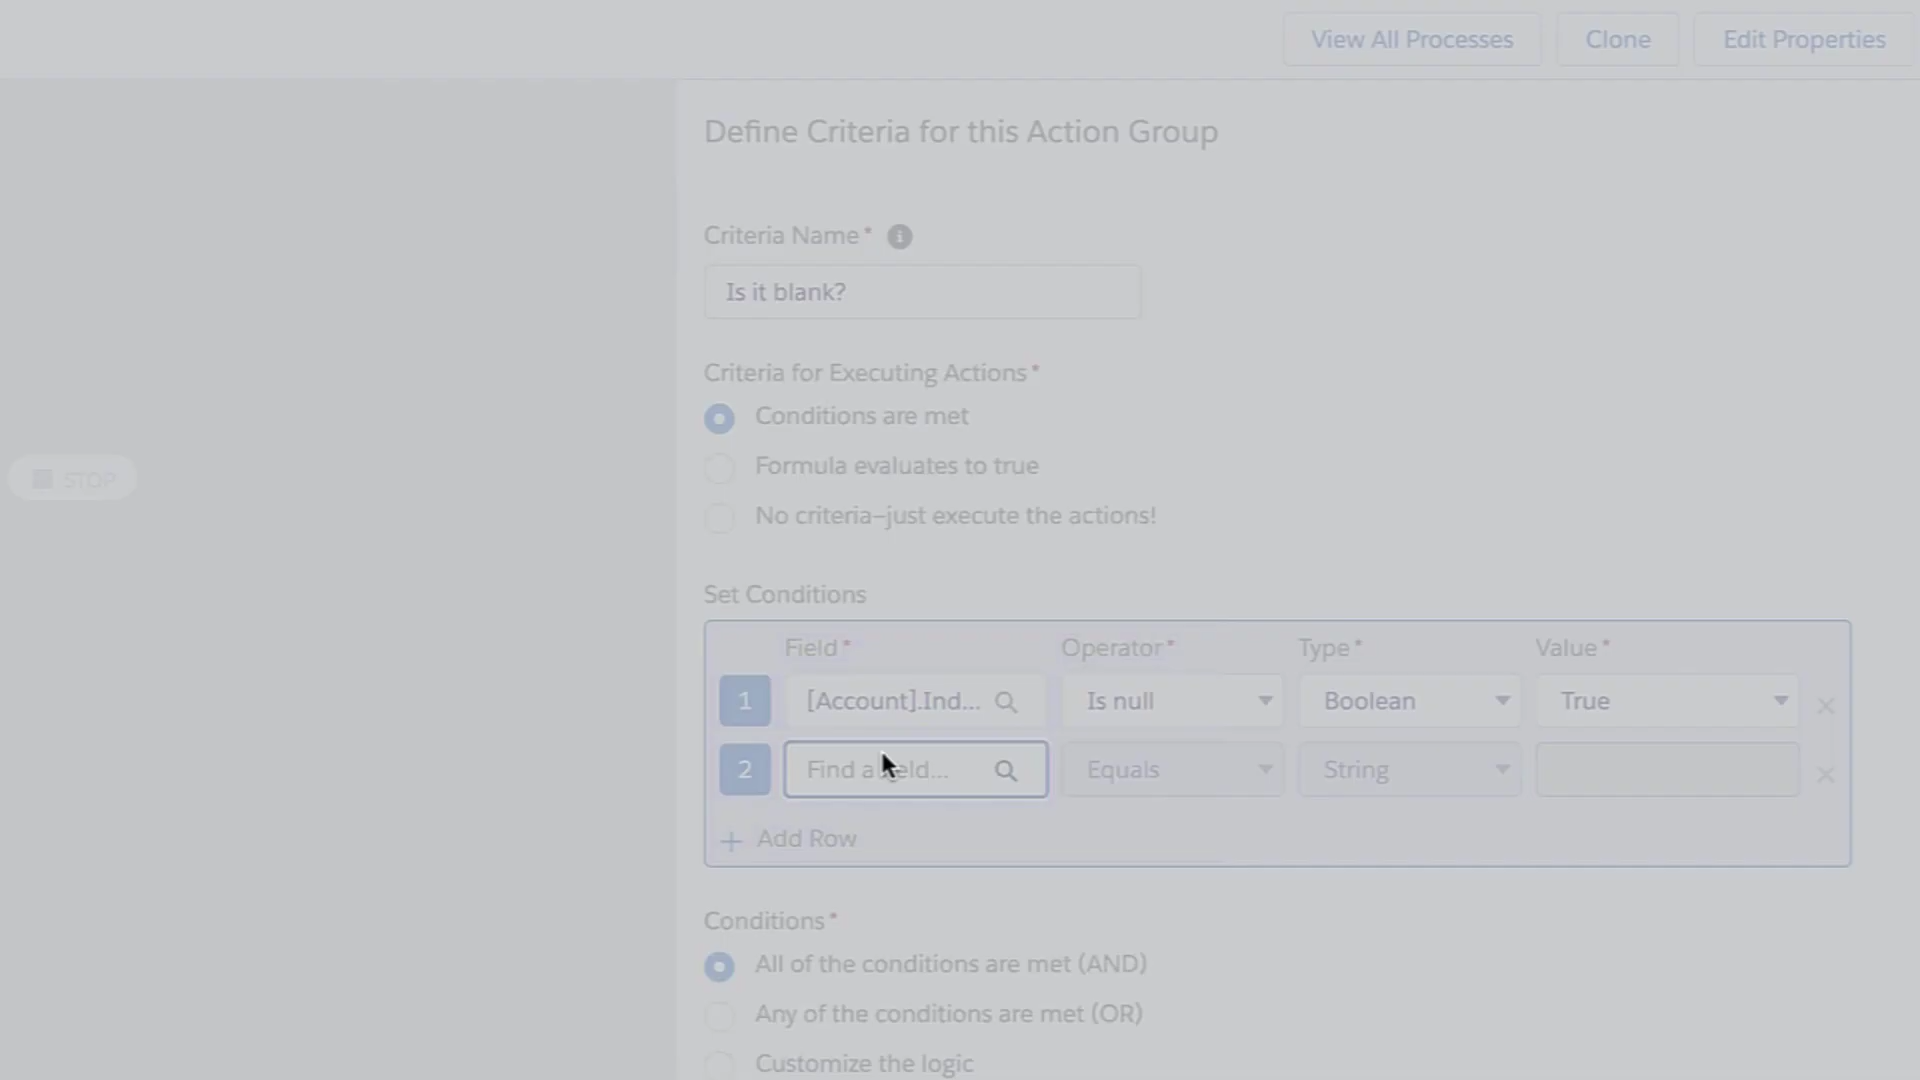 View All Processes Clone Edit Properties
Define Criteria for this Action Group
Criteria Name*
Is it blank?
Criteria for Executing Actions*
Conditions are met
Formula evaluates to true
STOP
No criteria–just execute the actions!
Set Conditions
Field* Operator* Type* Value*
1 [Account].Ind... Is null Boolean True
2 Find a field... Equals String
+ Add Row
Conditions*
All of the conditions are met (AND)
Any of the conditions are met (OR)
Customize the logic